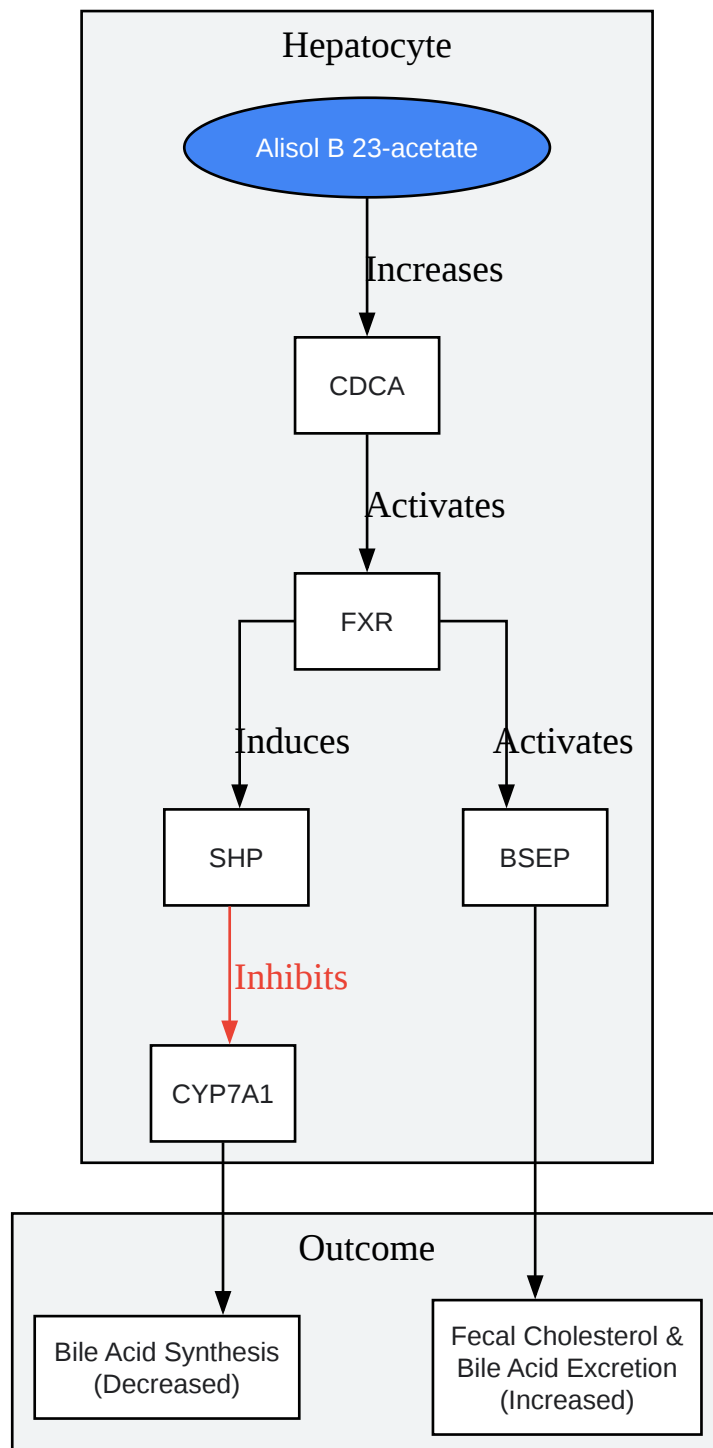 Hepatocyte
Alisol B 23-acetate
Increases
CDCA
Activates
FXR
Induces
Activates
SHP
BSEP
Inhibits
CYP7A1
Outcome
Bile Acid Synthesis
(Decreased)
Fecal Cholesterol &
Bile Acid Excretion
(Increased)